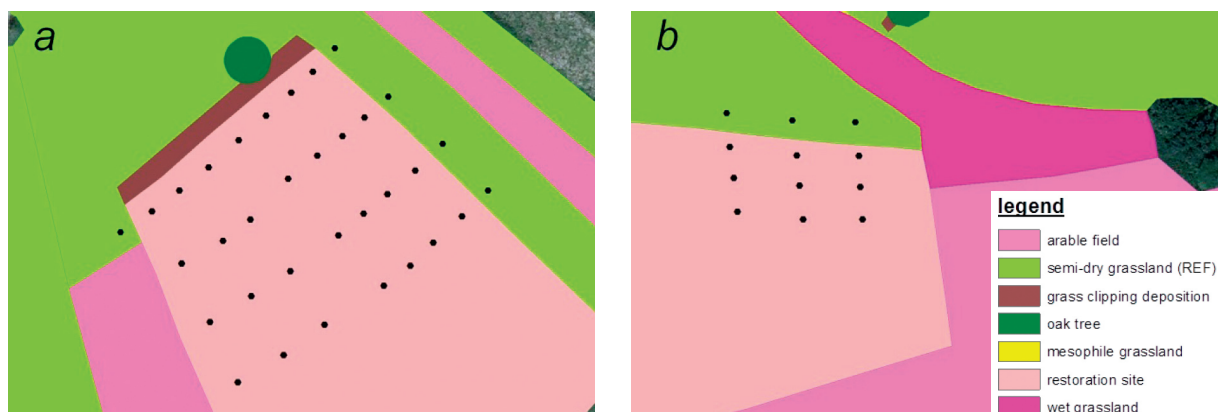 a
b
legend
arable field
semi-dry grassland (REF)
grass clipping deposition
oak tree
mesophile grassland
restoration site
wet grassland